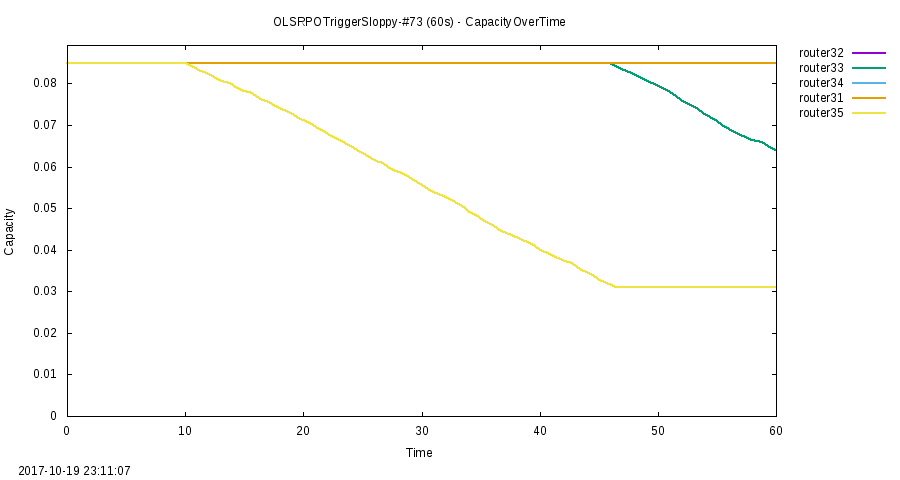 OLSRPOTriggerSloppy-#73 (60s) - CapacityOverTime
router32
router33
router34
router31
router35
0.08
0.07
0.06
0.05
0.04
0.03
0.02
0.01
0
Capacity
0 10 20 30 40 50 60
Time
2017-10-19 23:11:07